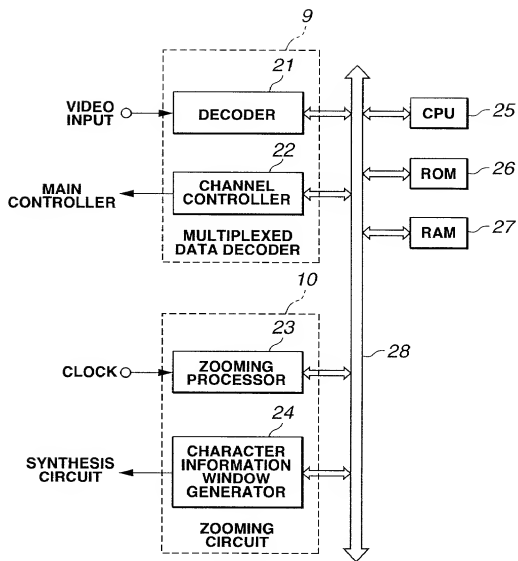 9
21
VIDEO
INPUT
DECODER
CPU
25
22
ROM
26
MAIN
CONTROLLER
CHANNEL
CONTROLLER
MULTIPLEXED
DATA DECODER
RAM
27
10
23
CLOCK
ZOOMING
PROCESSOR
28
24
SYNTHESIS
CIRCUIT
CHARACTER
INFORMATION
WINDOW
GENERATOR
ZOOMING
CIRCUIT